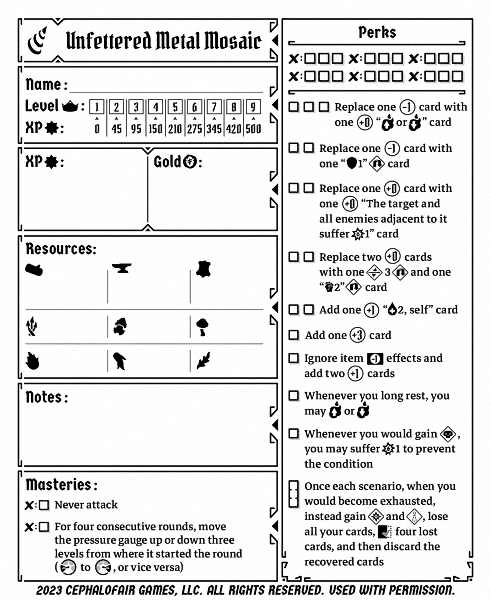 Unfettered Metal Mosaic
Name:
Level : 1 2 3 4 5 6 7 8 9
XP : 0 45 95 150 210 275 345 420 500
XP : Gold :
Resources:
Notes:
Masteries:
Never attack
For four consecutive rounds, move
the pressure gauge up or down three
levels from where it started the round
( to , or vice versa)
Perks
Replace one -1 card with
one +0 " or " card
Replace one -1 card with
one "1" card
Replace one +0 card with
one +0 "The target and
all enemies adjacent to it
suffer 1" card
Replace two +0 cards
with one 3 and one
"2" card
Add one +1 "2, self" card
Add one +3 card
Ignore item -1 effects and
add two +1 cards
Whenever you long rest, you
may or
Whenever you would gain ,
you may suffer 1 to prevent
the condition
Once each scenario, when you
would become exhausted,
instead gain and , lose
all your cards, four lost
cards, and then discard the
recovered cards
2023 CEPHALOFAIR GAMES, LLC. ALL RIGHTS RESERVED. USED WITH PERMISSION.